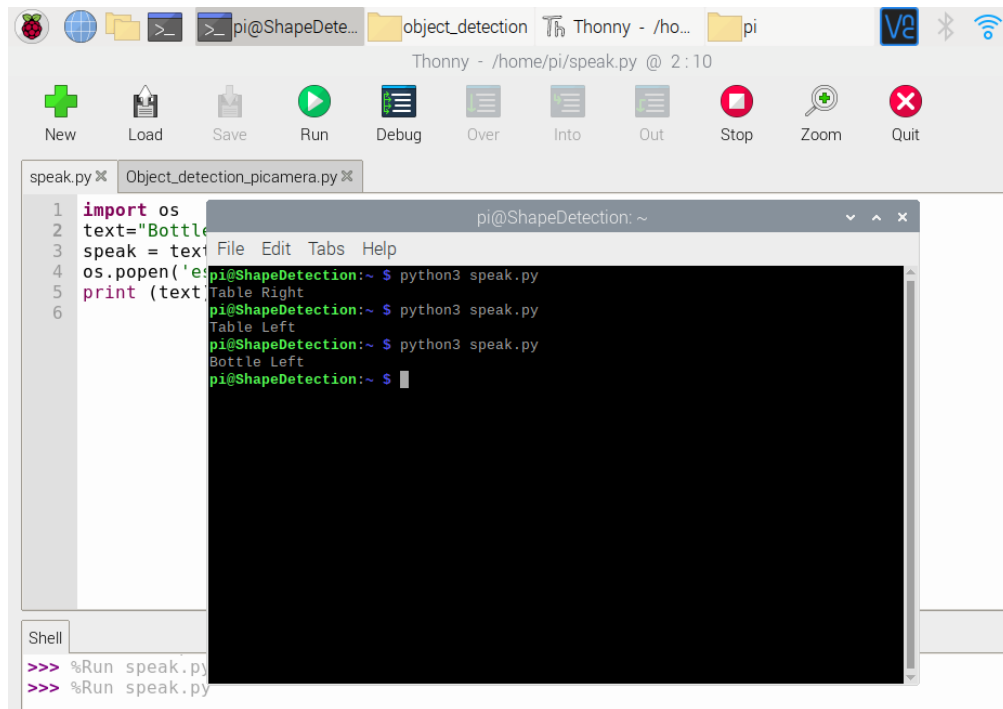 pi@ShapeDete... object_detection Thonny - /ho... pi
Thonny - /home/pi/speak.py @ 2:10
New Load Save Run Debug Over Into Out Stop Zoom Quit
speak.py Object_detection_picamera.py
1 import os
2 text="Bottle
3 speak = text
4 os.popen('es
5 print (text)
6
pi@ShapeDetection: ~
File Edit Tabs Help
pi@ShapeDetection:~ $ python3 speak.py
Table Right
pi@ShapeDetection:~ $ python3 speak.py
Table Left
pi@ShapeDetection:~ $ python3 speak.py
Bottle Left
pi@ShapeDetection:~ $
Shell
>>> %Run speak.py
>>> %Run speak.py